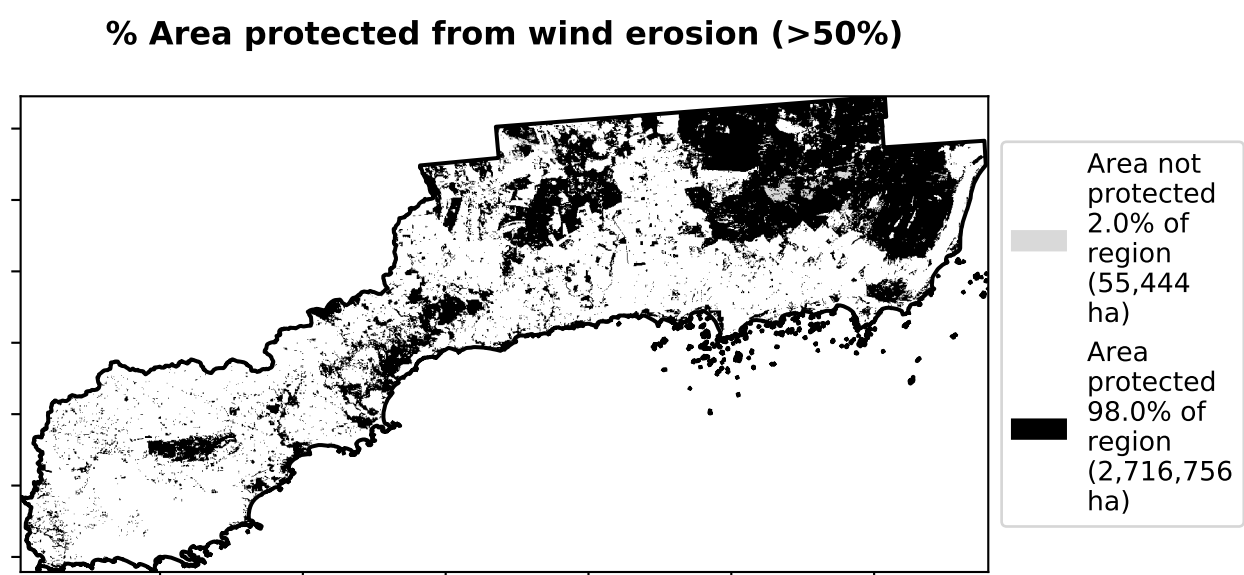 % Area protected from wind erosion (>50%)
Area not
protected
2.0% of
region
(55,444
ha)
Area
protected
98.0% of
region
(2,716,756
ha)